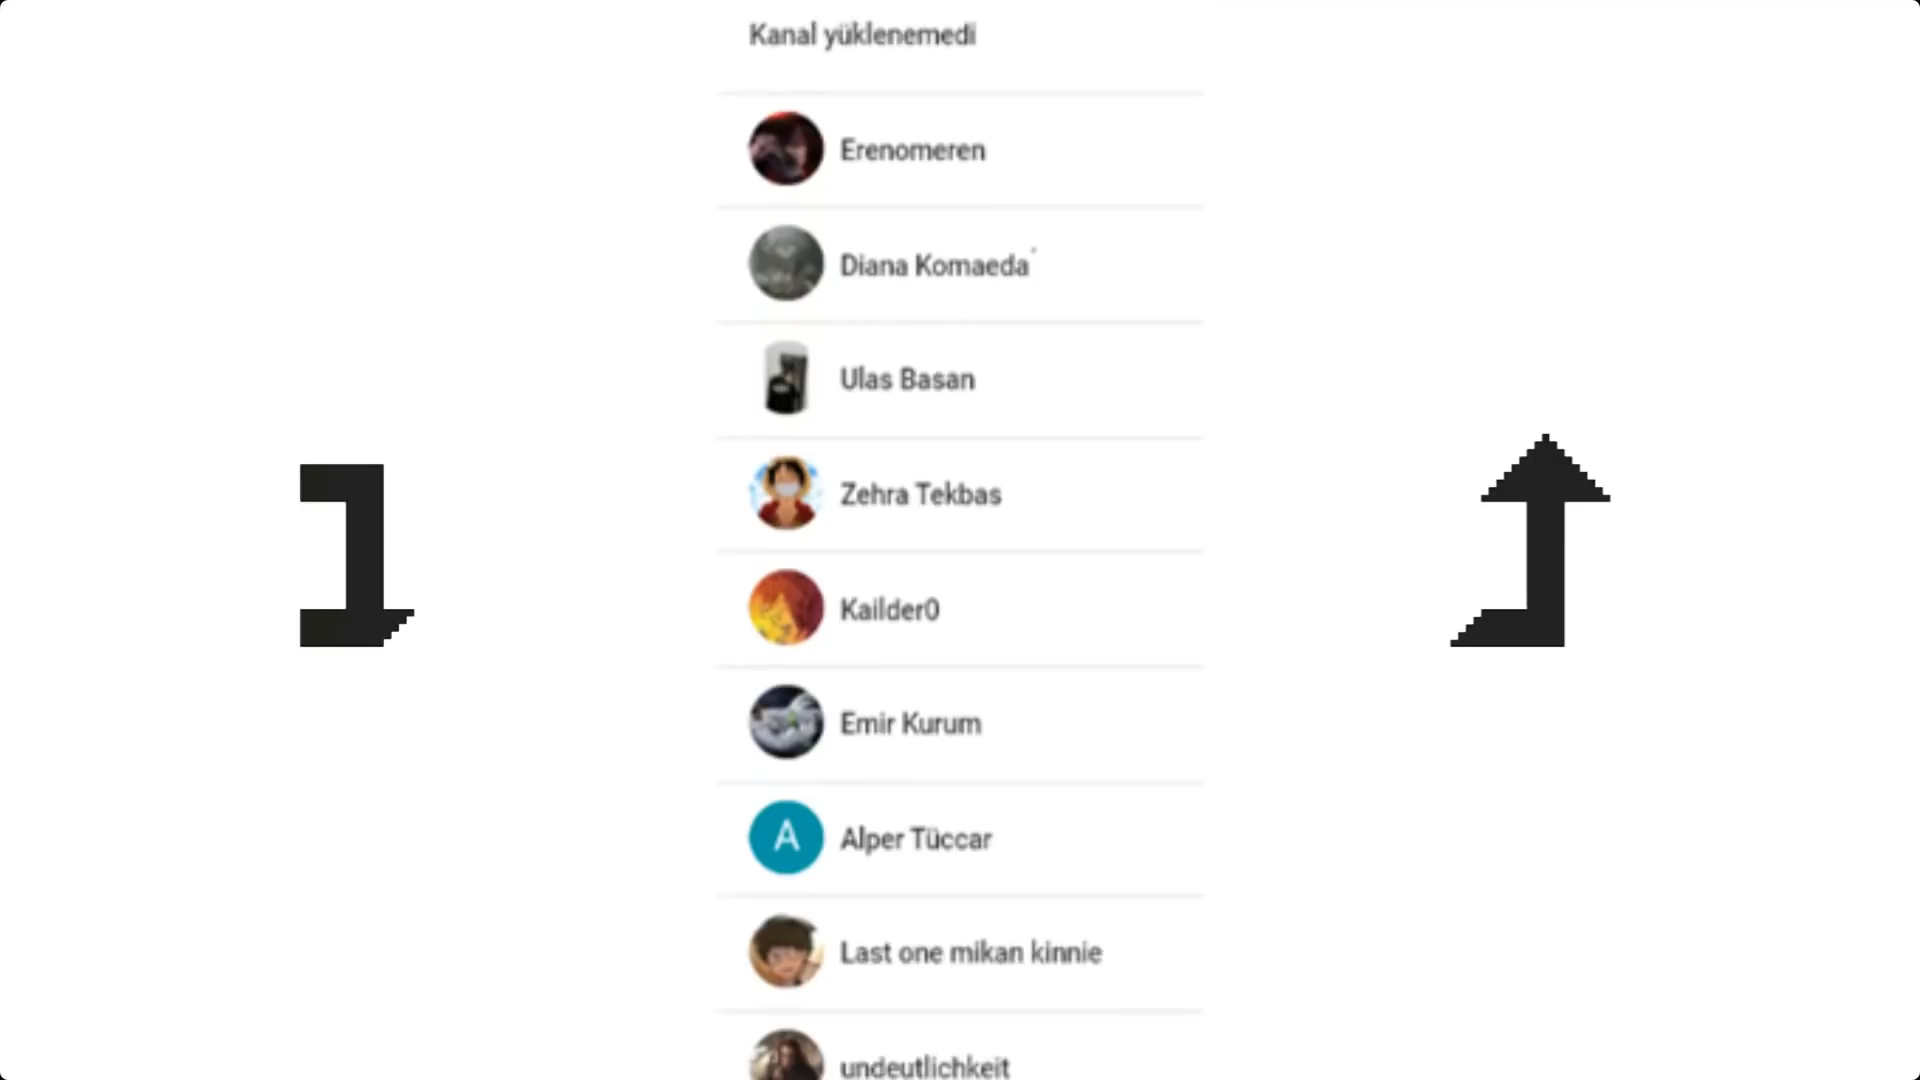 Kanal yüklenemedi
Erenomeren
Diana Komaeda´
Ulas Basan
Zehra Tekbas
Kailder0
Emir Kurum
A
Alper Tüccar
Last one mikan kinnie
undeutlichkeit